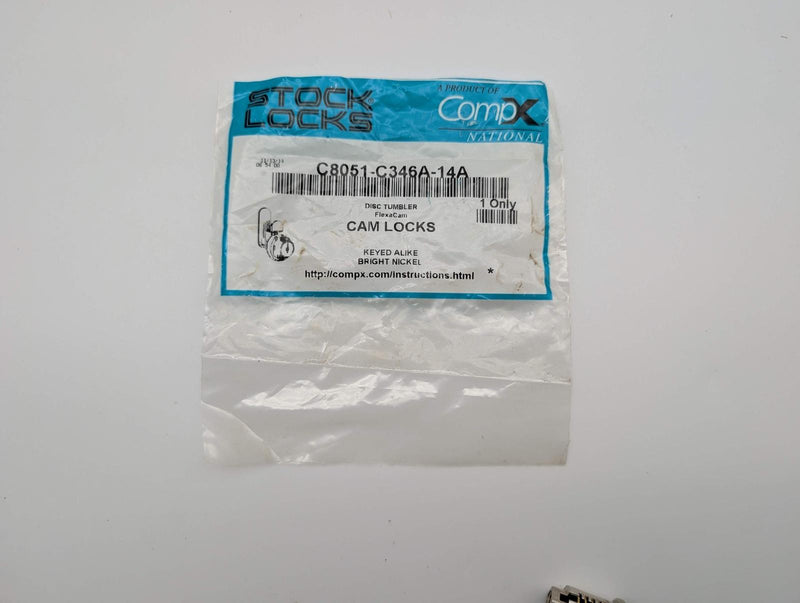 STOCK
LOCKS
A PRODUCT OF
CompX
NATIONAL
C8051-C346A-14A
1 Only
DISC TUMBLER
FlexaCam
CAM LOCKS
KEYED ALIKE
BRIGHT NICKEL
http://compx.com/instructions.html *